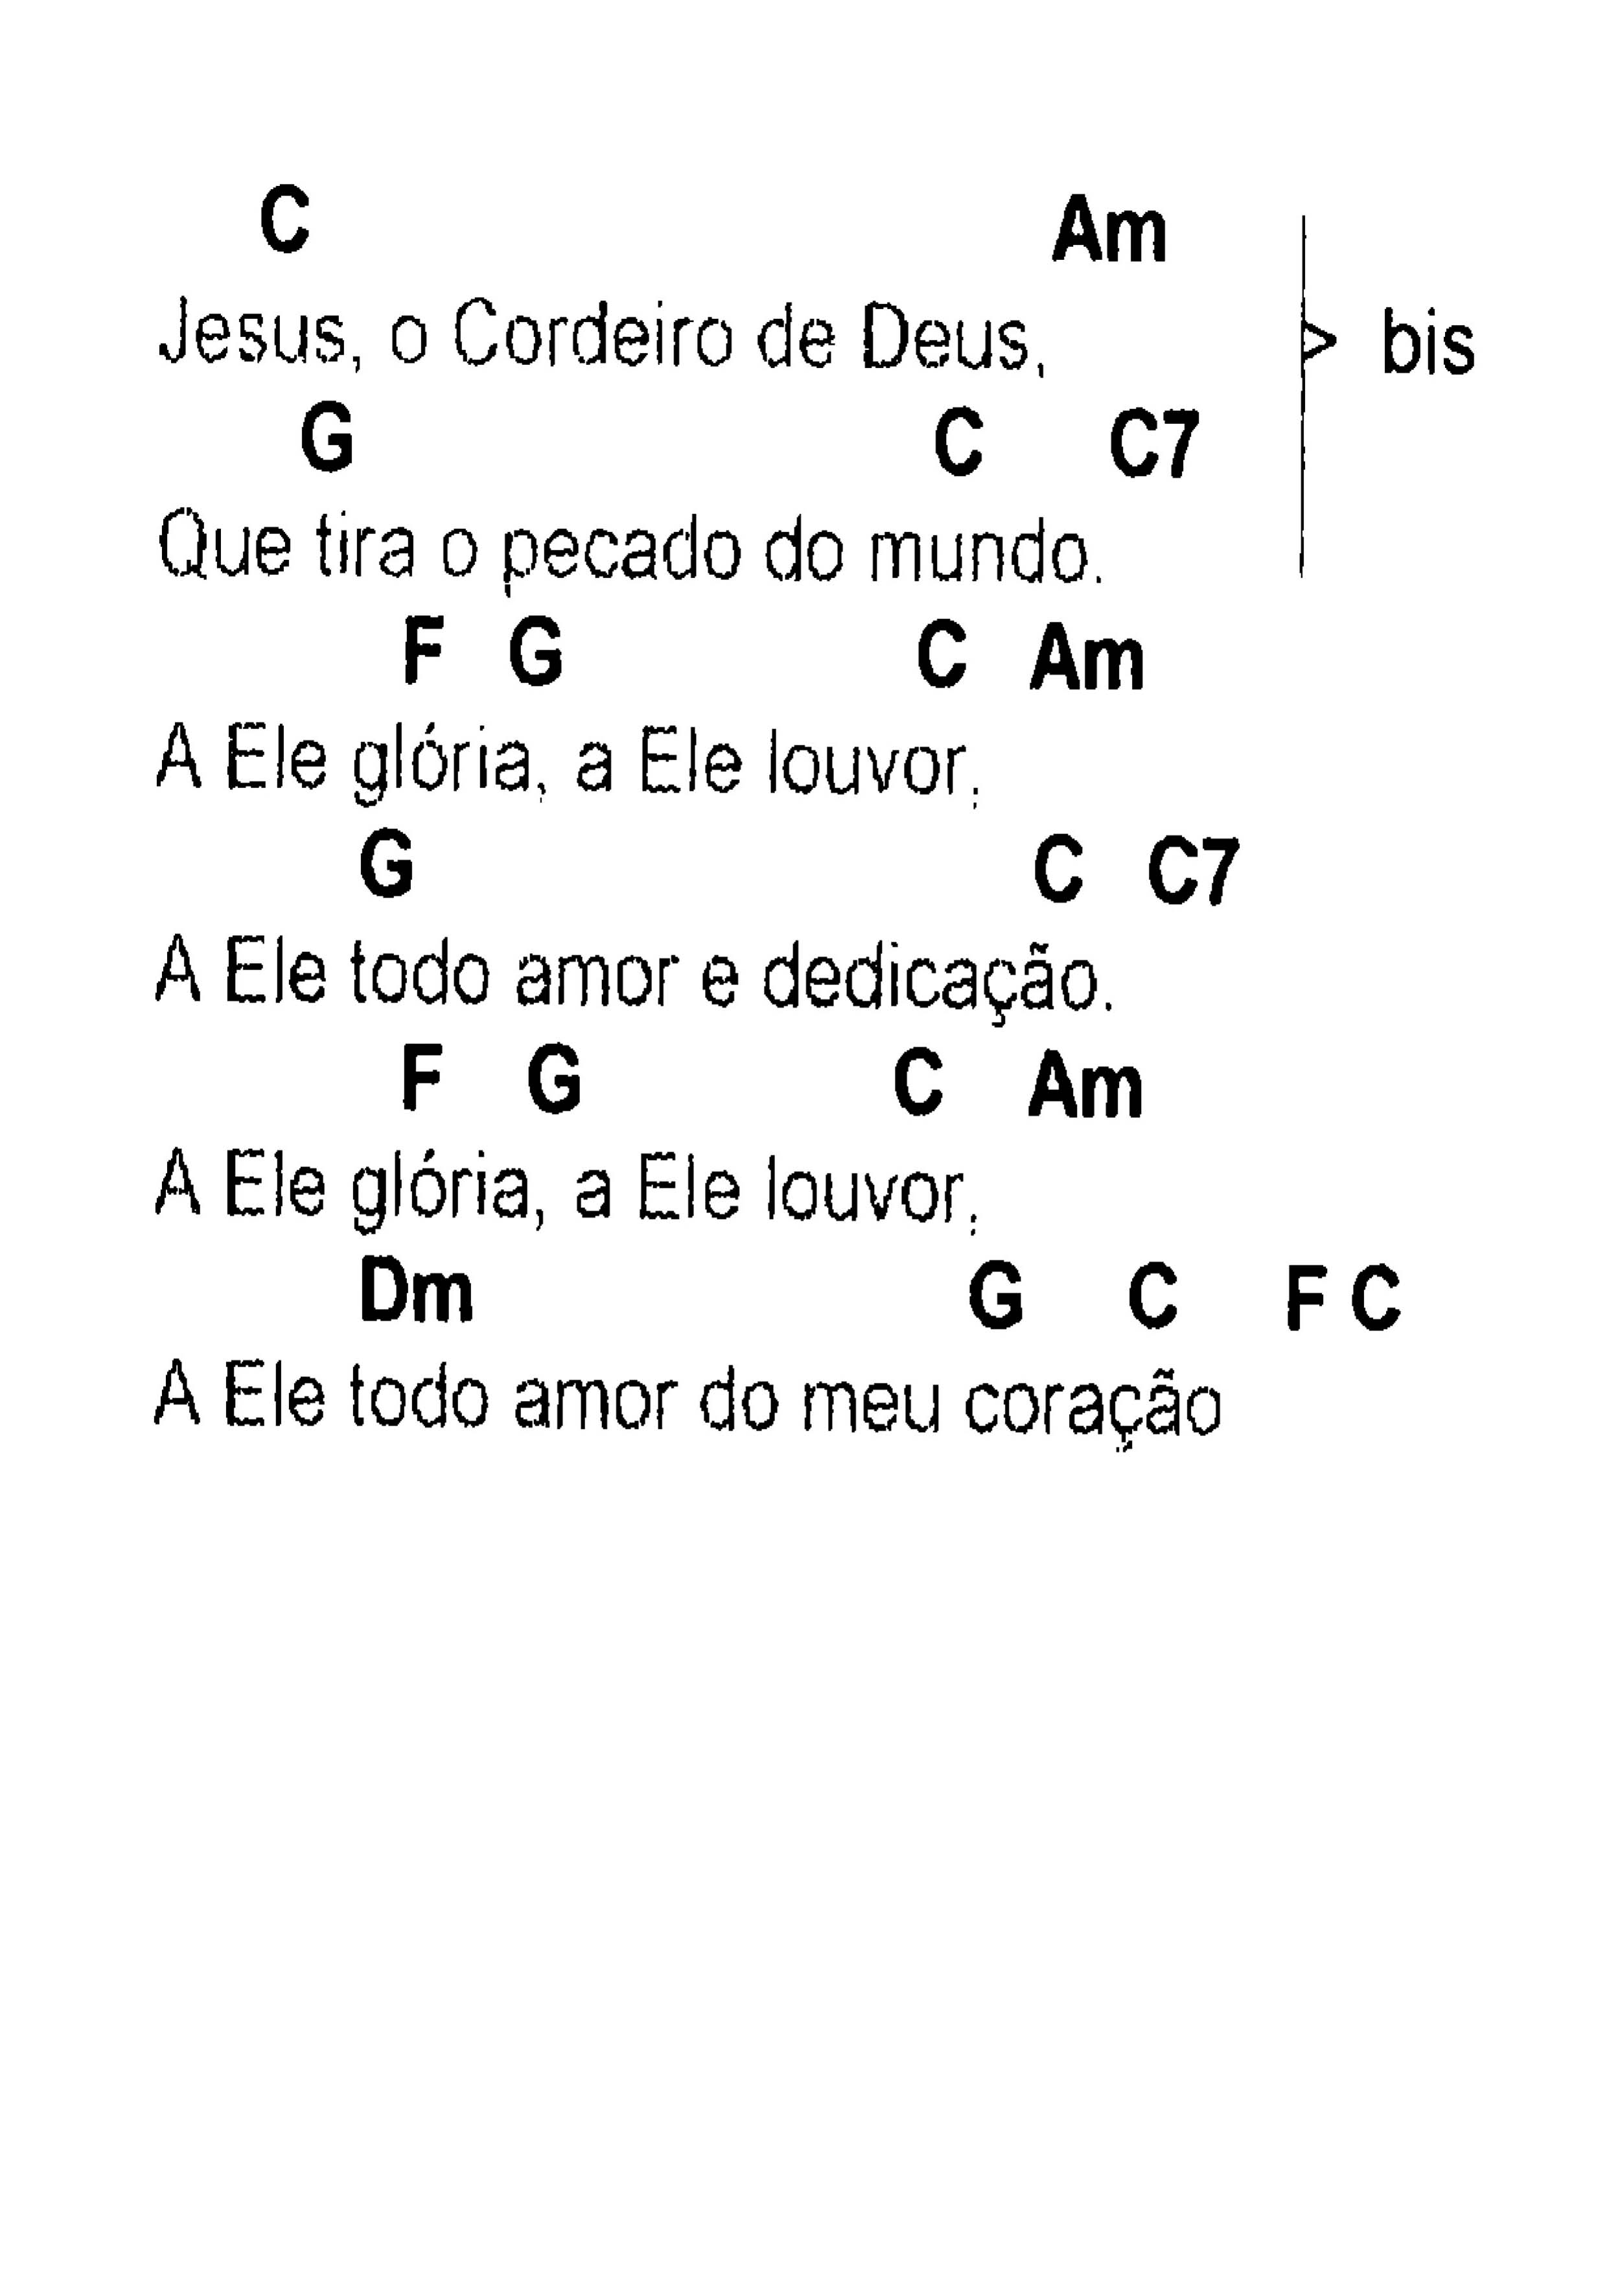 C Am
Jesus, o Cordeiro de Deus, > bis
G C C7
Que tira o pecado do mundo.
F G C Am
A Ele glória, a Ele louvor,
G C C7
A Ele todo amor e dedicação.
F G C Am
A Ele glória, a Ele louvor,
Dm G C F C
A Ele todo amor do meu coração